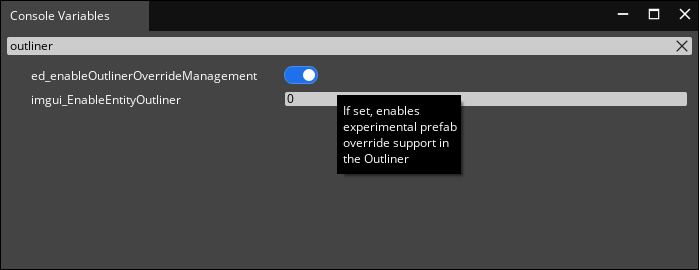 Console Variables
outliner
ed_enableOutlinerOverrideManagement
imgui_EnableEntityOutliner
0
If set, enables
experimental prefab
override support in
the Outliner